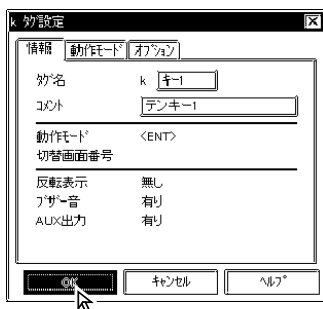 k ﾀｸﾞ設定
情報 動作ﾓｰﾄﾞ ｵﾌﾟｼｮﾝ
ﾀｸﾞ名 k ｷｰ1
ｺﾒﾝﾄ テンキー1
動作ﾓｰﾄﾞ <ENT>
切替画面番号
反転表示 無し
ﾌﾞｻﾞｰ音 有り
AUX出力 有り
OK ｷｬﾝｾﾙ ﾍﾙﾌﾟ